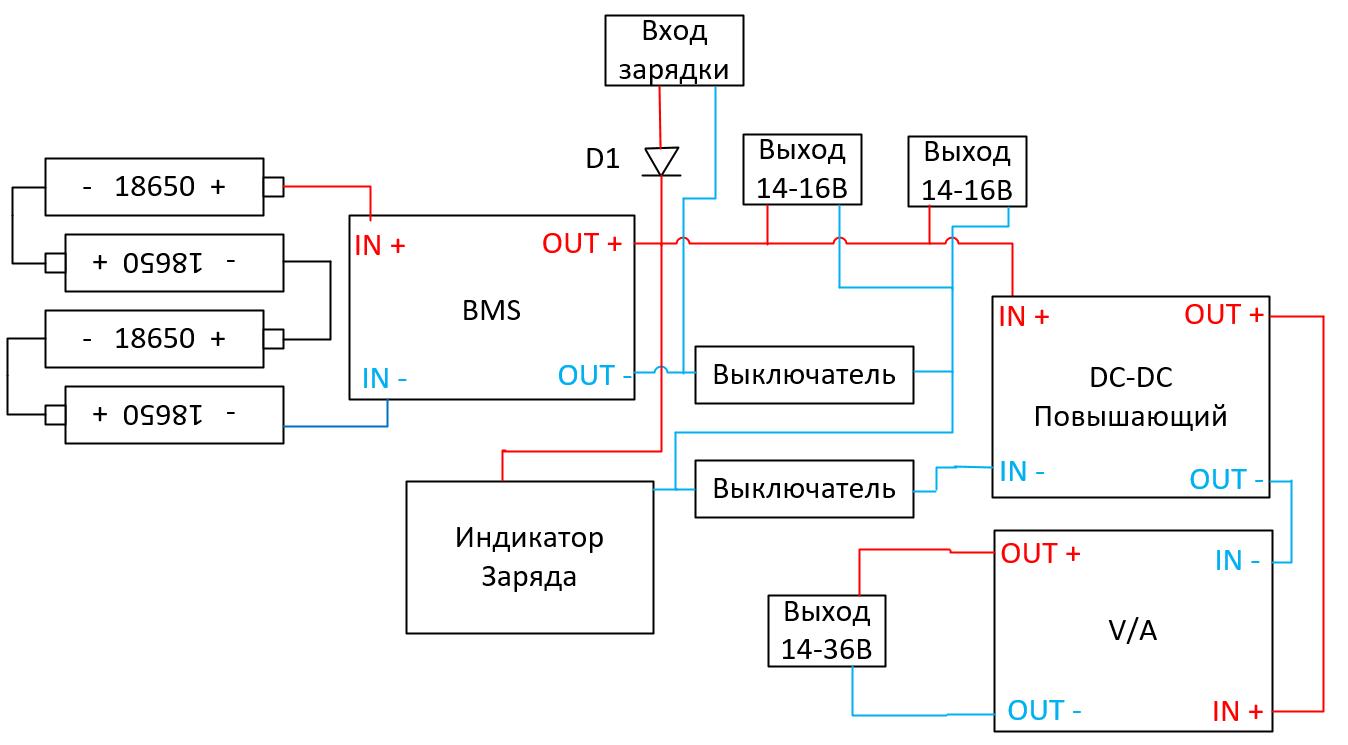 Вход
зарядки
D1
Выход
14-16В
Выход
14-16В
- 18650 +
+ 18650 -
- 18650 +
+ 18650 -
IN +
OUT +
BMS
IN -
OUT -
Выключатель
IN +
OUT +
DC-DC
Повышающий
IN -
OUT -
Выключатель
Индикатор
Заряда
OUT +
IN -
V/A
OUT -
IN +
Выход
14-36В